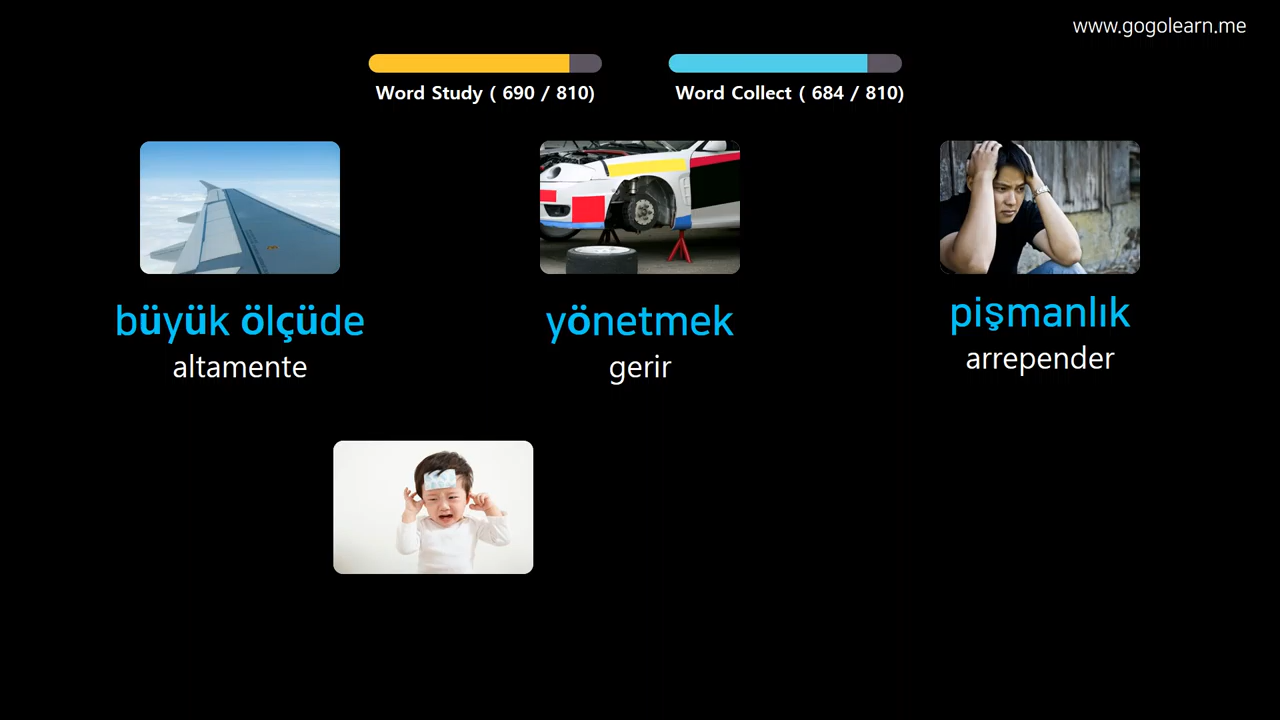 www.gogolearn.me
Word Study ( 690 / 810)
Word Collect ( 684 / 810)
büyük ölçüde
altamente
yönetmek
gerir
pişmanlık
arrepender